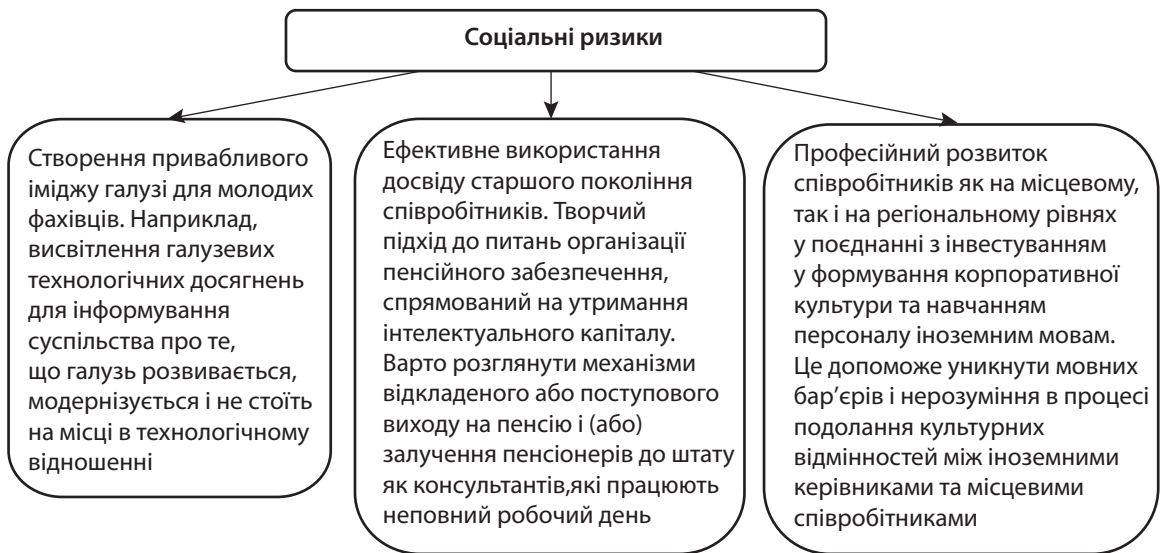 Соціальні ризики
Створення привабливого
іміджу галузі для молодих
фахівців. Наприклад,
висвітлення галузевих
технологічних досягнень
для інформування
суспільства про те,
що галузь розвивається,
модернізується і не стоїть
на місці в технологічному
відношенні
Ефективне використання
досвіду старшого покоління
співробітників. Творчий
підхід до питань організації
пенсійного забезпечення,
спрямований на утримання
інтелектуального капіталу.
Варто розглянути механізми
відкладеного або поступового
виходу на пенсію і (або)
залучення пенсіонерів до штату
як консультантів,які працюють
неповний робочий день
Професійний розвиток
співробітників як на місцевому,
так і на регіональному рівнях
у поєднанні з інвестуванням
у формування корпоративної
культури та навчанням
персоналу іноземним мовам.
Це допоможе уникнути мовних
бар’єрів і нерозуміння в процесі
подолання культурних
відмінностей між іноземними
керівниками та місцевими
співробітниками